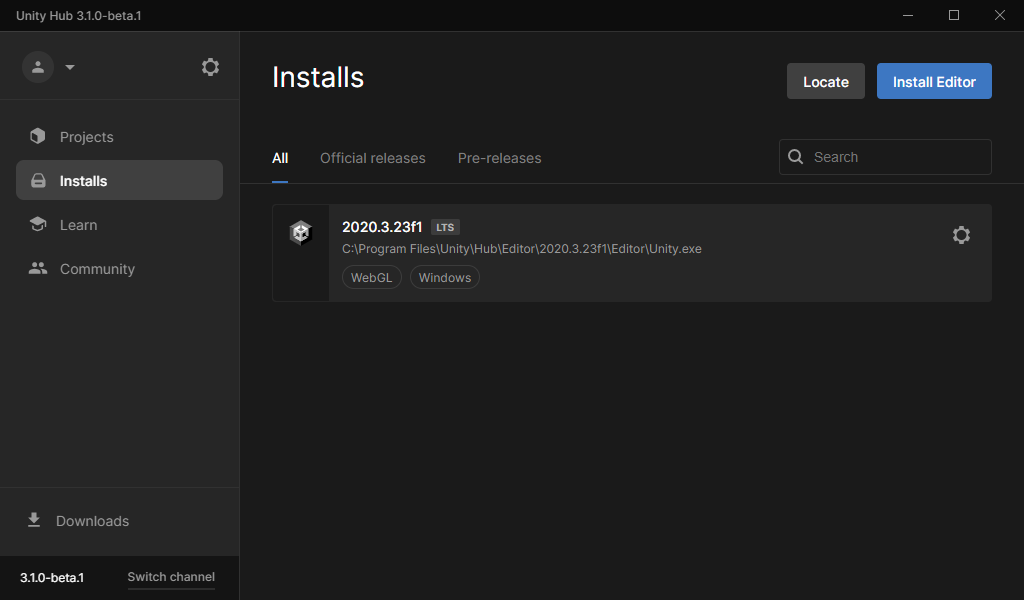 Unity Hub 3.1.0-beta.1
Projects
Installs
Learn
Community
Downloads
3.1.0-beta.1 Switch channel
Installs
Locate Install Editor
All Official releases Pre-releases Search
2020.3.23f1 LTS
C:\Program Files\Unity\Hub\Editor\2020.3.23f1\Editor\Unity.exe
WebGL Windows